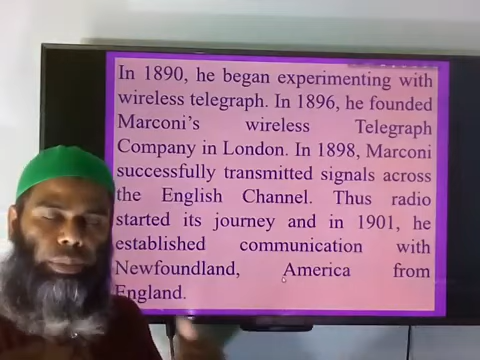 In 1890, he began experimenting with
wireless telegraph. In 1896, he founded
Marconi's wireless Telegraph
Company in London. In 1898, Marconi
successfully transmitted signals across
the English Channel. Thus radio
started its journey and in 1901, he
established communication with
Newfoundland, America from
England.